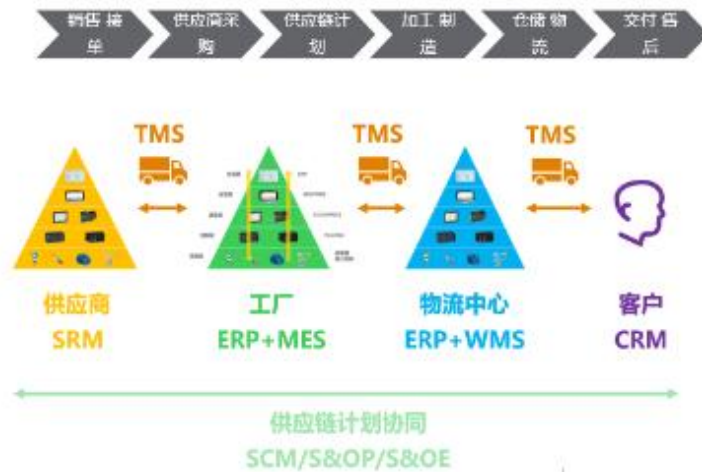 销售 接
单
供应商采
购
供应链计
划
加工 制
造
仓储 物
流
交付 售
后
TMS
TMS
TMS
供应商
SRM
工厂
ERP+MES
物流中心
ERP+WMS
客户
CRM
供应链计划协同
SCM/S&OP/S&OE